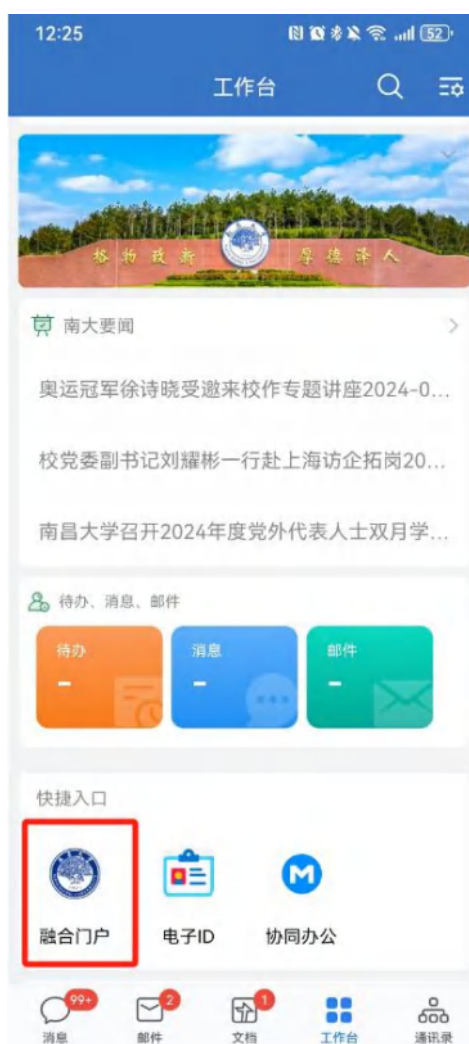 12:25
52
工作台
格物致新 厚德泽人
南大要闻
奥运冠军徐诗晓受邀来校作专题讲座2024-0...
校党委副书记刘耀彬一行赴上海访企拓岗20...
南昌大学召开2024年度党外代表人士双月学...
待办、消息、邮件
待办 消息 邮件
- - -
快捷入口
M
融合门户 电子ID 协同办公
99+ 2 1
消息 邮件 文档 工作台 通讯录